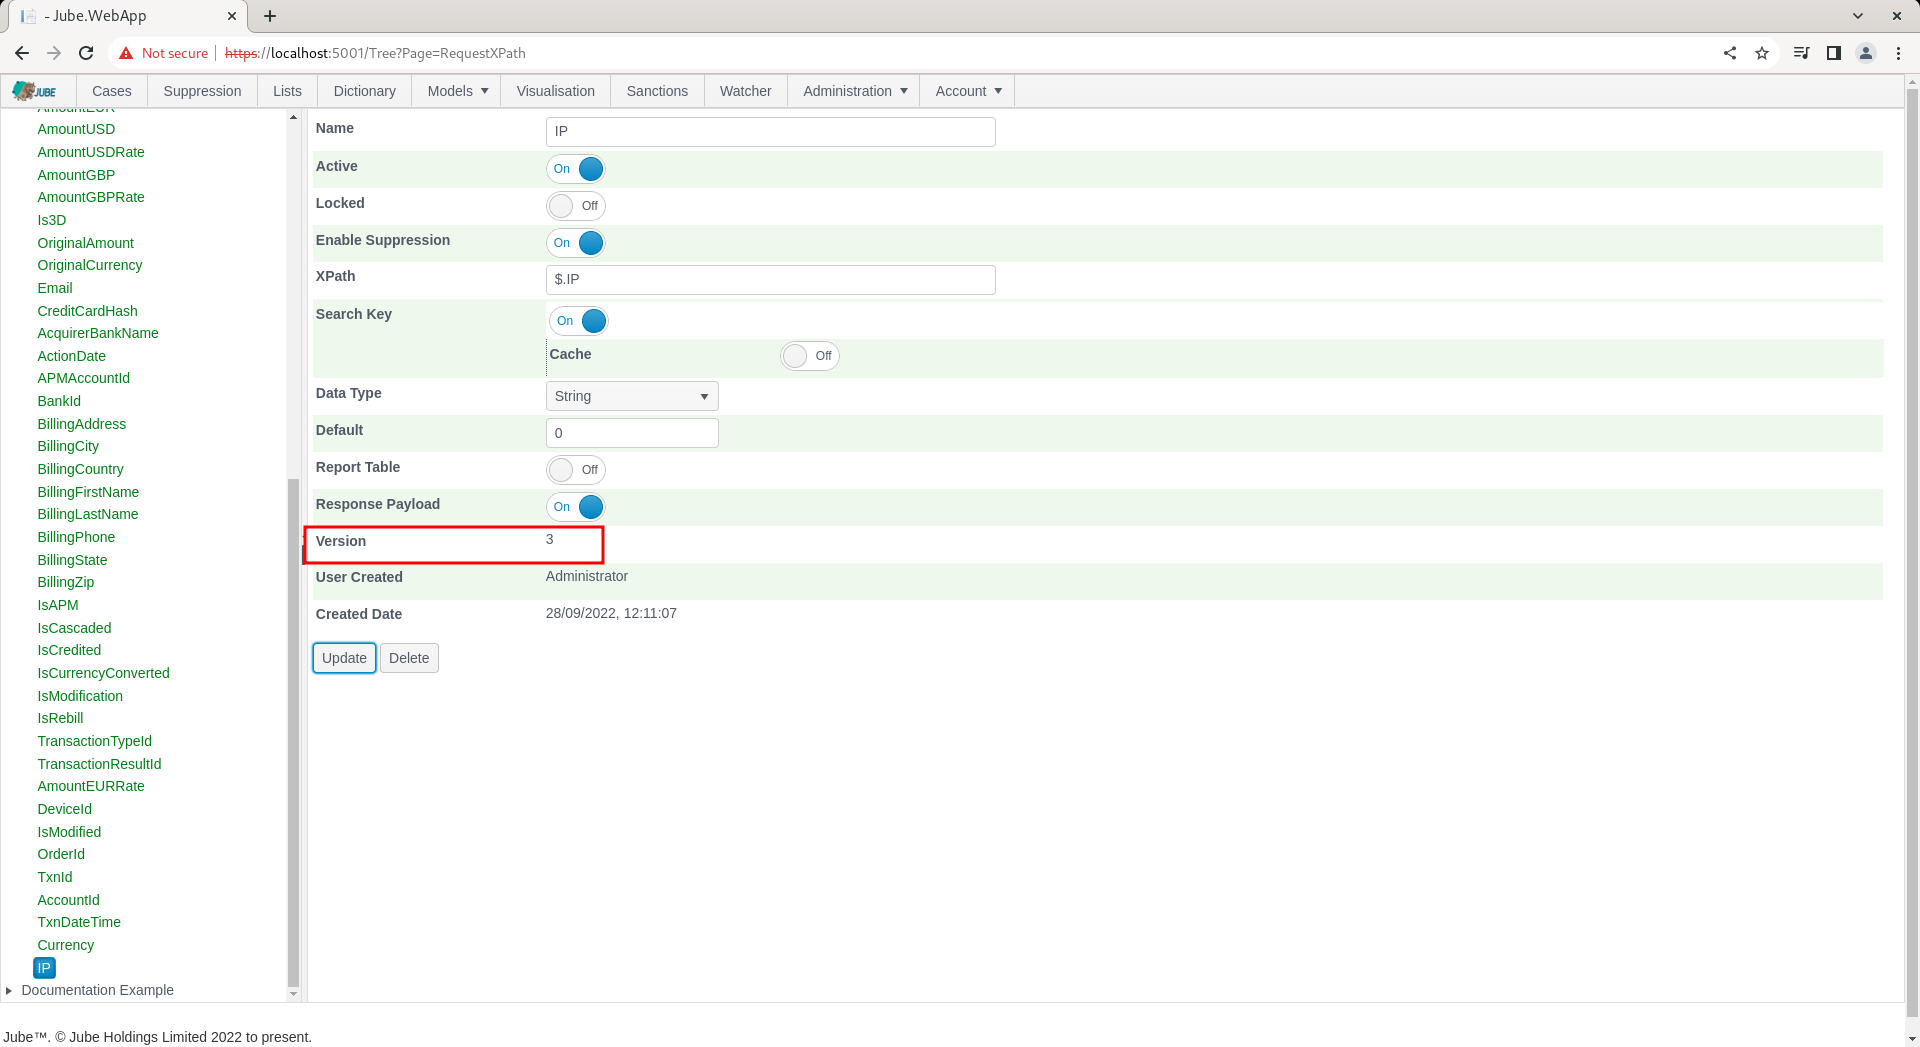 - Jube.WebApp
Not secure https://localhost:5001/Tree?Page=RequestXPath
JUBE Cases Suppression Lists Dictionary Models Visualisation Sanctions Watcher Administration Account
AmountEUR
AmountUSD
AmountUSDRate
AmountGBP
AmountGBPRate
Is3D
OriginalAmount
OriginalCurrency
Email
CreditCardHash
AcquirerBankName
ActionDate
APMAccountId
BankId
BillingAddress
BillingCity
BillingCountry
BillingFirstName
BillingLastName
BillingPhone
BillingState
BillingZip
IsAPM
IsCascaded
IsCredited
IsCurrencyConverted
IsModification
IsRebill
TransactionTypeId
TransactionResultId
AmountEURRate
DeviceId
IsModified
OrderId
TxnId
AccountId
TxnDateTime
Currency
IP
Documentation Example
Name IP
Active On
Locked Off
Enable Suppression On
XPath $.IP
Search Key On
Cache Off
Data Type String
Default 0
Report Table Off
Response Payload On
Version 3
User Created Administrator
Created Date 28/09/2022, 12:11:07
Update Delete
Jube™. © Jube Holdings Limited 2022 to present.